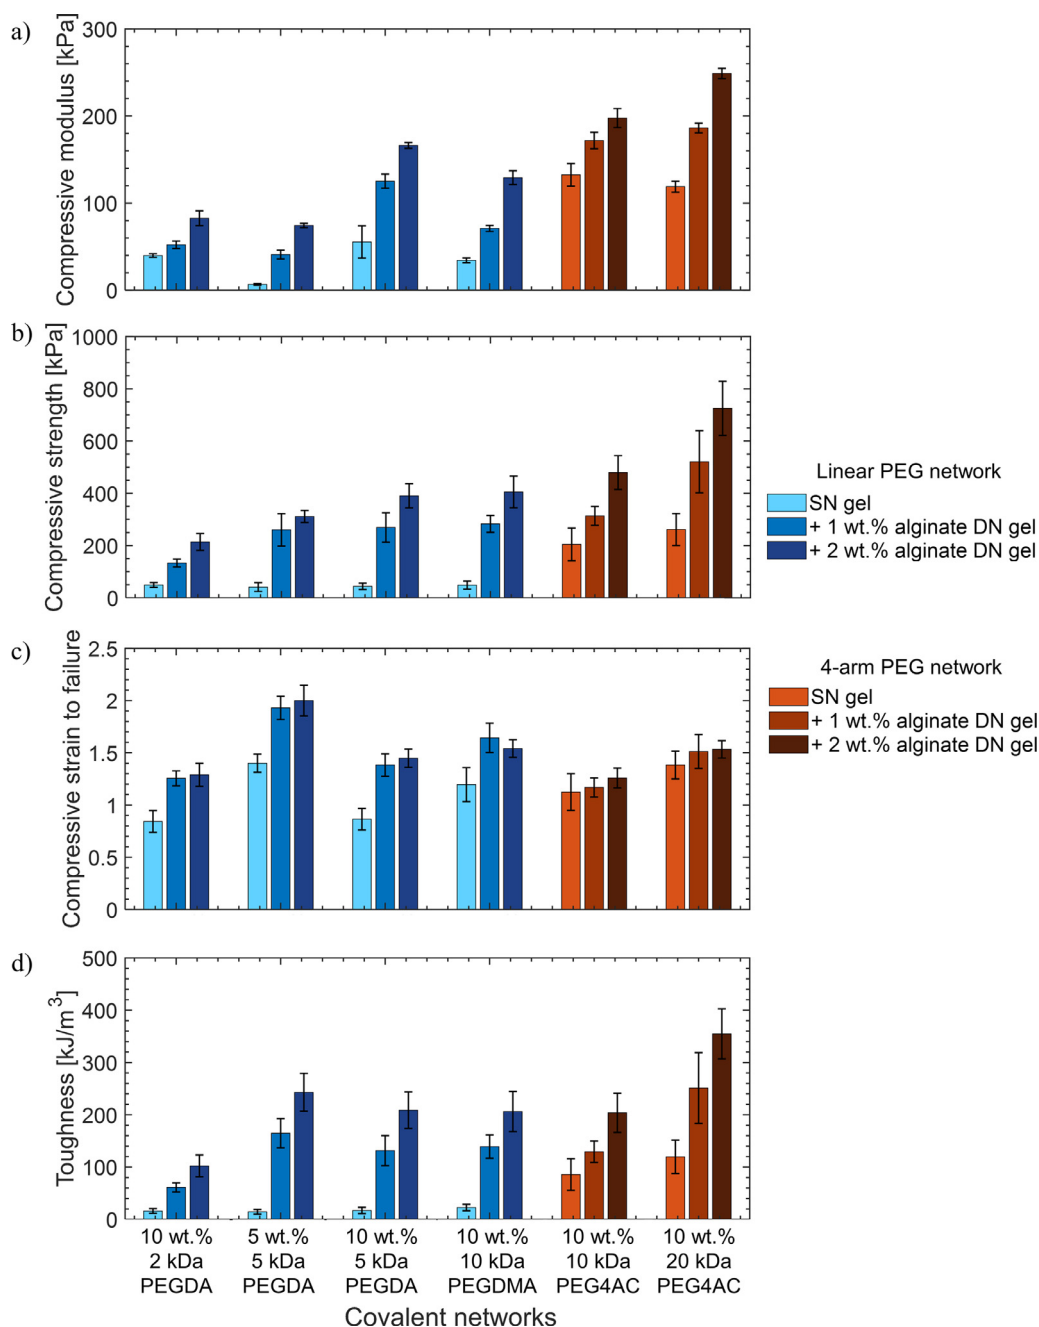 a)
Compressive modulus [kPa]
300
200
100
0
b)
Compressive strength [kPa]
1000
800
600
400
200
0
Linear PEG network
SN gel
+ 1 wt.% alginate DN gel
+ 2 wt.% alginate DN gel
c)
Compressive strain to failure
2.5
2
1.5
1
0.5
0
4-arm PEG network
SN gel
+ 1 wt.% alginate DN gel
+ 2 wt.% alginate DN gel
d)
Toughness [kJ/m³]
500
400
300
200
100
0
10 wt.%
2 kDa
PEGDA
5 wt.%
5 kDa
PEGDA
10 wt.%
5 kDa
PEGDA
10 wt.%
10 kDa
PEGDMA
10 wt.%
10 kDa
PEG4AC
10 wt.%
20 kDa
PEG4AC
Covalent networks